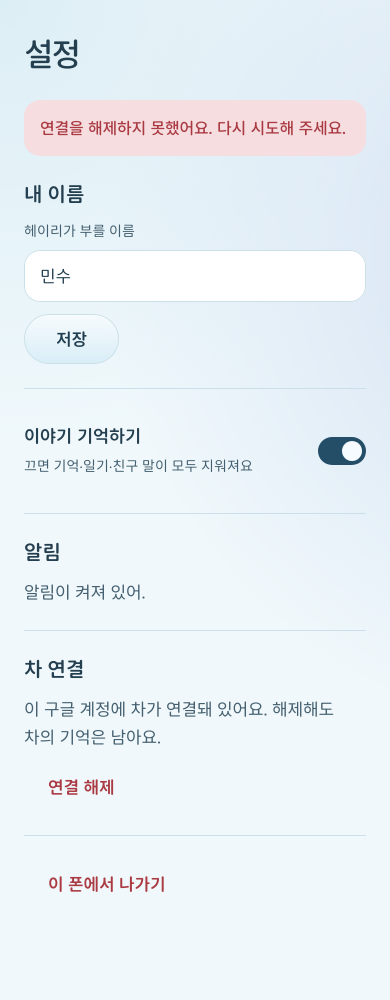 설정
연결을 해제하지 못했어요. 다시 시도해 주세요.
내 이름
헤이리가 부를 이름
민수
저장
이야기 기억하기
끄면 기억·일기·친구 말이 모두 지워져요
알림
알림이 켜져 있어.
차 연결
이 구글 계정에 차가 연결돼 있어요. 해제해도
차의 기억은 남아요.
연결 해제
이 폰에서 나가기